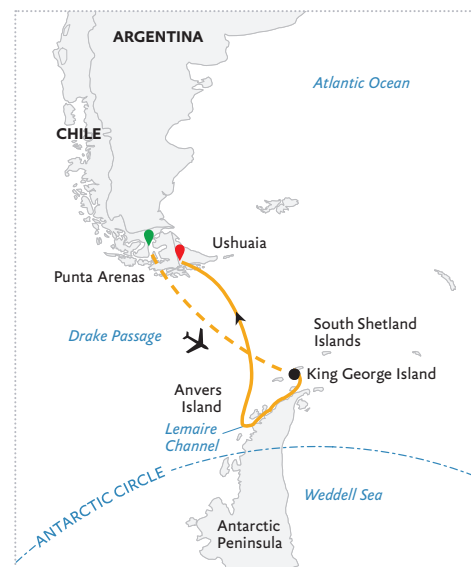 ARGENTINA
Atlantic Ocean
CHILE
Ushuaia
Punta Arenas
Drake Passage
South Shetland
Islands
King George Island
Anvers
Island
Lemaire
Channel
ANTARCTIC CIRCLE
Weddell Sea
Antarctic
Peninsula